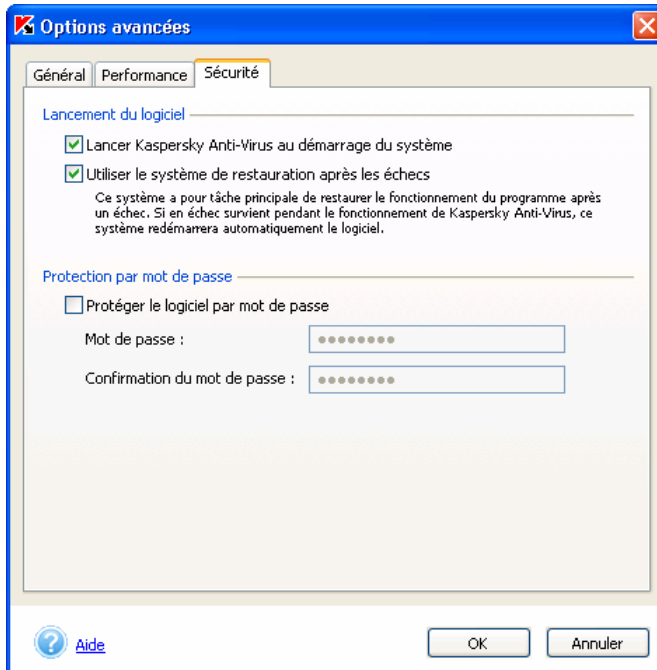 Options avancées
Général Performance Sécurité
Lancement du logiciel
Lancer Kaspersky Anti-Virus au démarrage du système
Utiliser le système de restauration après les échecs
Ce système a pour tâche principale de restaurer le fonctionnement du programme après
un échec. Si en échec survient pendant le fonctionnement de Kaspersky Anti-Virus, ce
système redémarrera automatiquement le logiciel.
Protection par mot de passe
Protéger le logiciel par mot de passe
Mot de passe : ••••••••
Confirmation du mot de passe : ••••••••
Aide OK Annuler